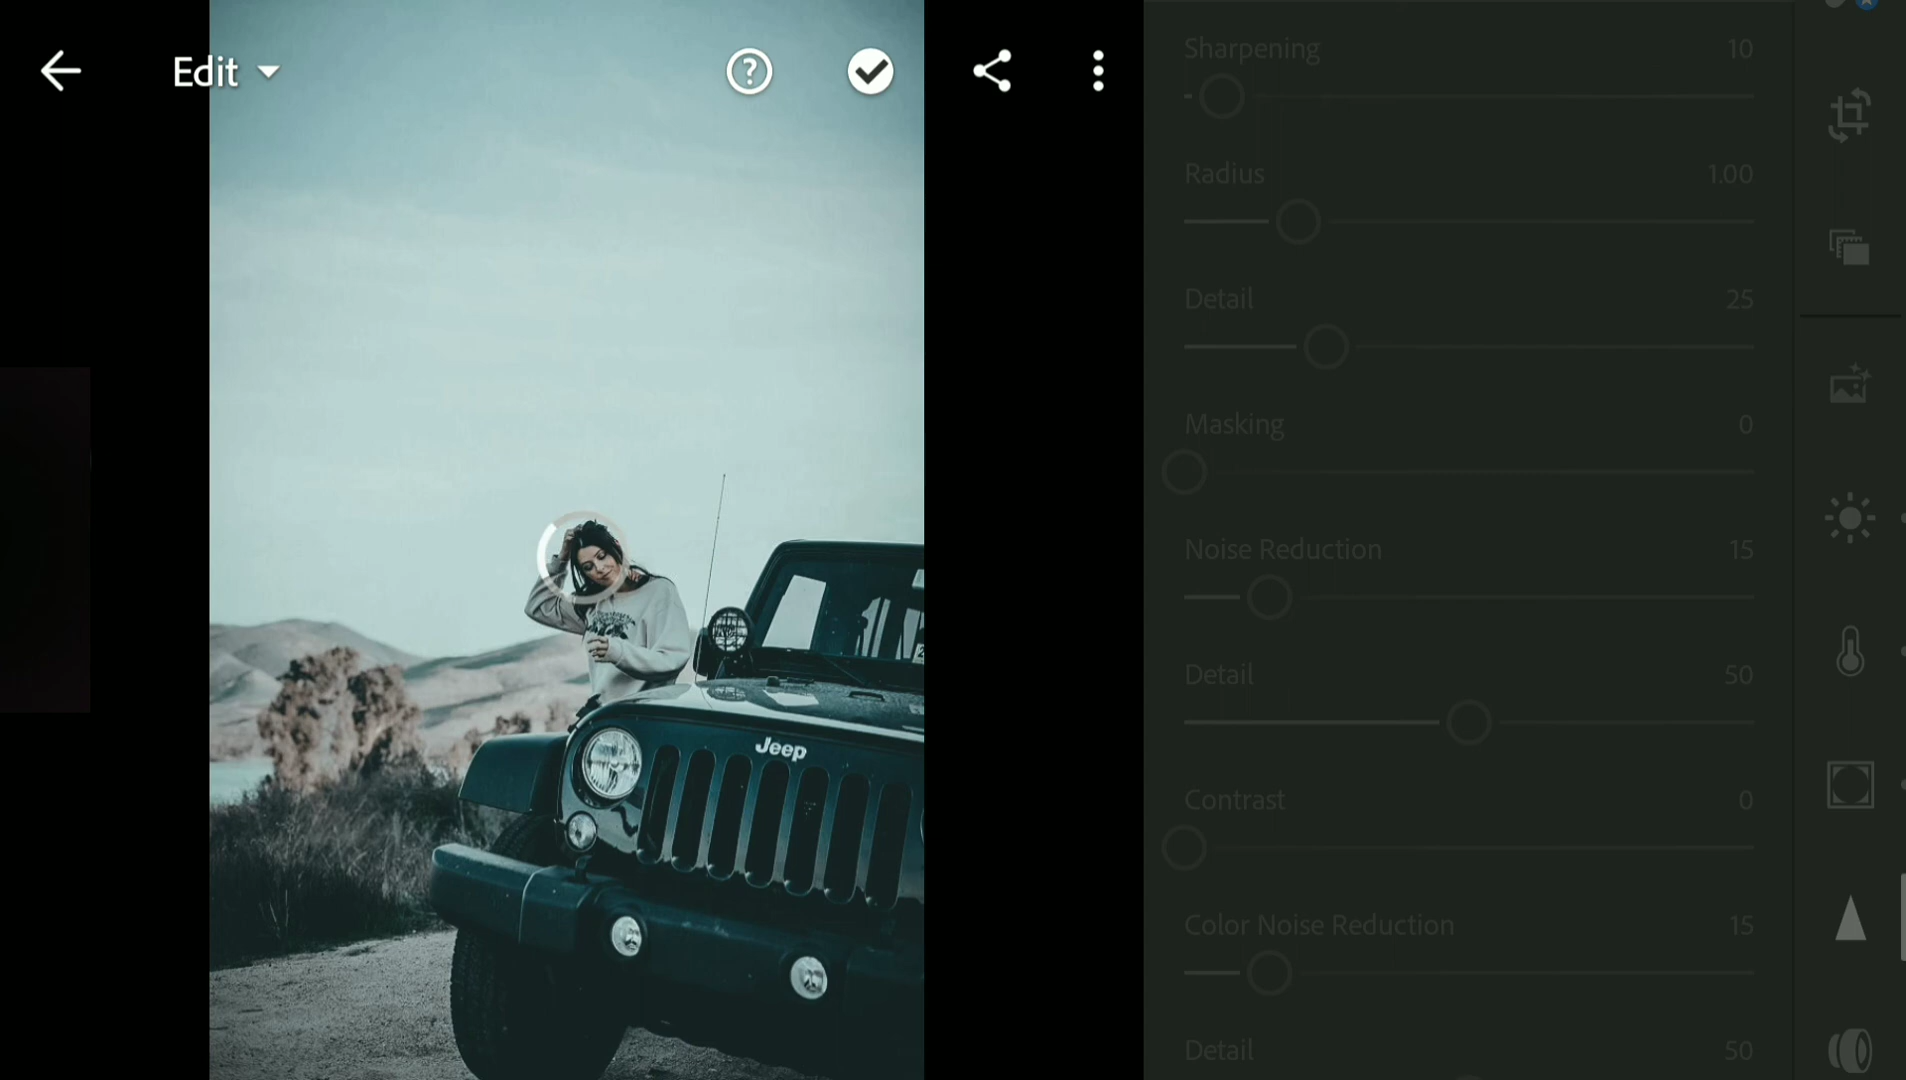 Edit
Sharpening 10
Radius 1.00
Detail 25
Masking 0
Noise Reduction 15
Detail 50
Contrast 0
Color Noise Reduction 15
Detail 50
Jeep